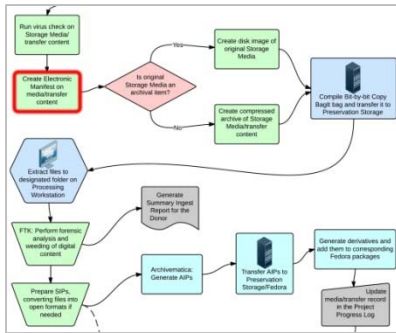 Run virus check on
Storage Media/
transfer content
Create Electronic
Manifest on
media/transfer
content
Is original
Storage Media an
archival item?
Yes
No
Create disk image of
original Storage
Media
Create compressed
archive of Storage
Media/transfer content
Compile Bit-by-bit Copy
BagIt bag and transfer it to
Preservation Storage
Extract files to
designated folder on
Processing
Workstation
Generate
Summary Ingest
Report for the
Donor
FTK: Perform forensic
analysis and
weeding of digital
content
Prepare SIPs,
converting files into
open formats if
needed
Archivematica:
Generate AIPs
Transfer AIPs to
Preservation
Storage/Fedora
Generate derivatives and
add them to corresponding
Fedora packages
Update
media/transfer record
in the Project
Progress Log